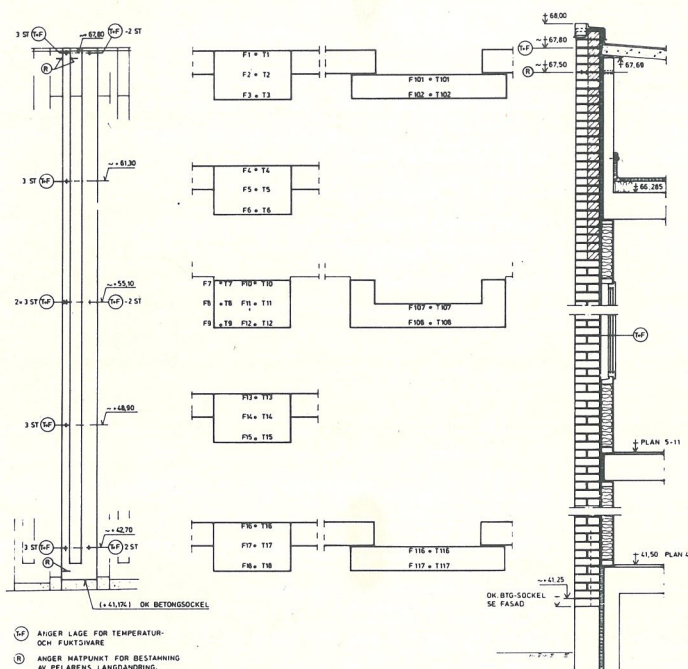 3 ST T+F
T+F -2 ST
~+67,80
R
3 ST T+F
~+61,30
2×3 ST T+F
~+55,10
T+F -2 ST
3 ST T+F
~+48,90
3 ST T+F
~+42,70
T+F 2 ST
R
(+41,174) OK BETONGSOCKEL
T+F ANGER LÄGE FÖR TEMPERATUR-
OCH FUKTGIVARE
R ANGER MÄTPUNKT FÖR BESTÄMNING
AV PELARENS LÄNGDÄNDRING.
F1 T1
F2 T2
F3 T3
F101 T101
F102 T102
F4 T4
F5 T5
F6 T6
F7 T7 F10 T10
F8 T8 F11 T11
F9 T9 F12 T12
F107 T107
F108 T108
F13 T13
F14 T14
F15 T15
F16 T16
F17 T17
F18 T18
F116 T116
F117 T117
+68,00
T+F ~+67,80
R ~+67,50
+67,69
+66,285
T+F
+PLAN 5-11
+41,50 PLAN 4
~+41,25
OK. BTG-SOCKEL
SE FASAD